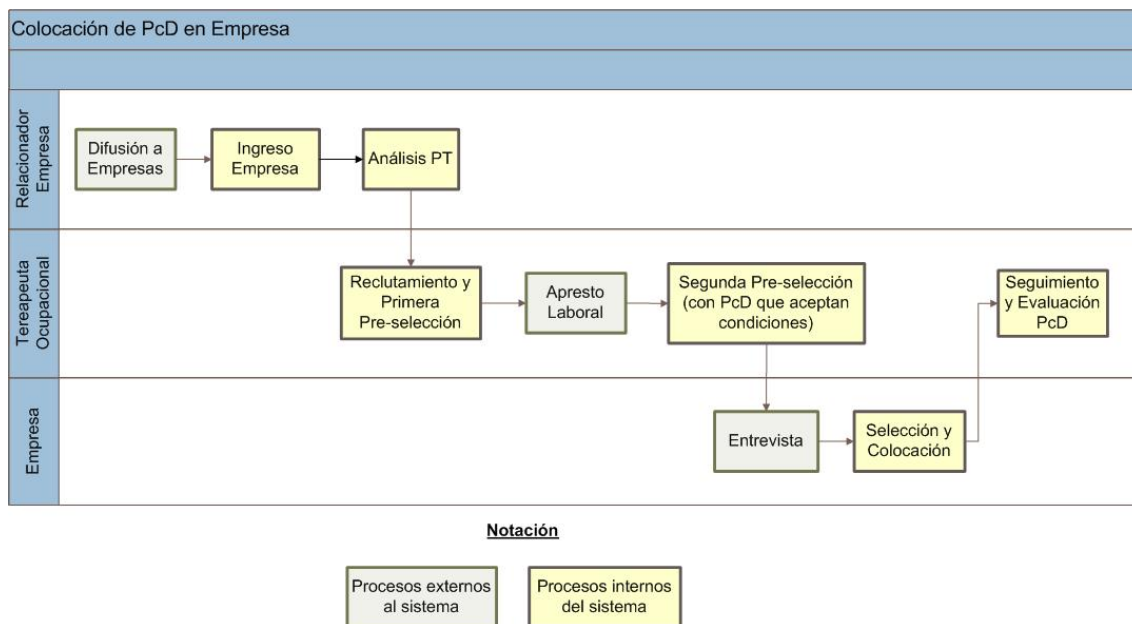 Colocación de PcD en Empresa
Relacionador
Empresa
Difusión a
Empresas
Ingreso
Empresa
Análisis PT
Tereapeuta
Ocupacional
Reclutamiento y
Primera
Pre-selección
Apresto
Laboral
Segunda Pre-selección
(con PcD que aceptan
condiciones)
Seguimiento
y Evaluación
PcD
Empresa
Entrevista
Selección y
Colocación
Notación
Procesos externos
al sistema
Procesos internos
del sistema